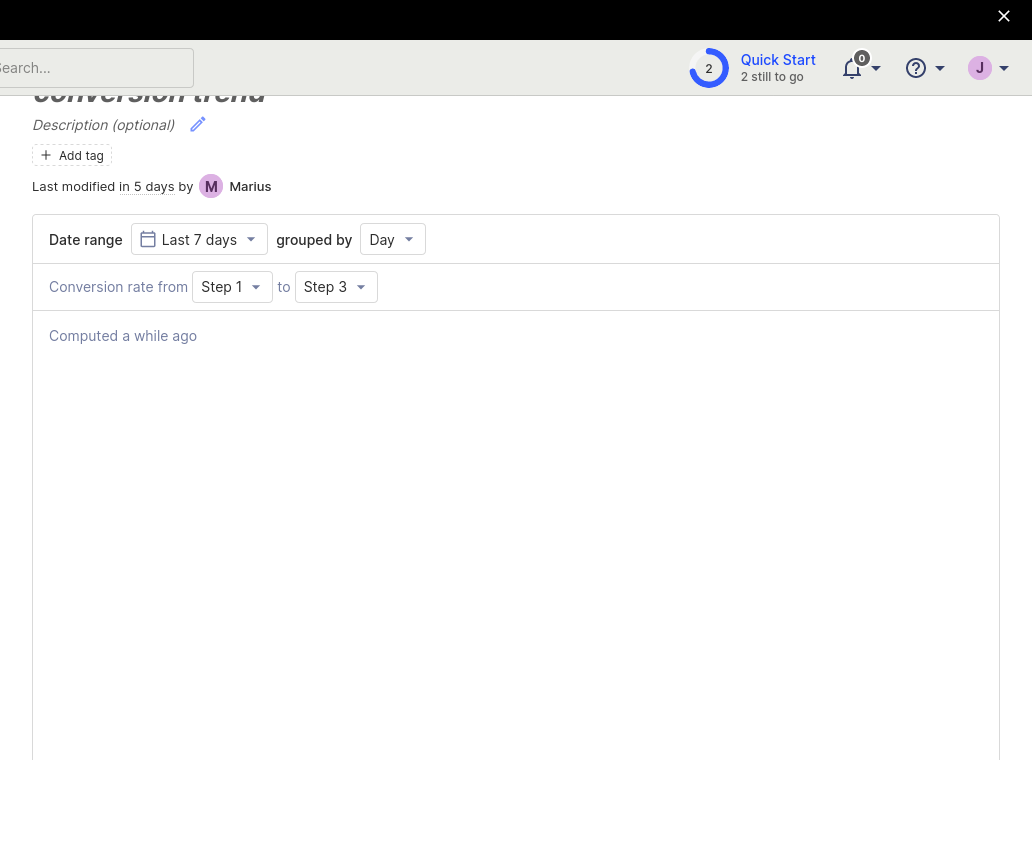 Search...
2
Quick Start
2 still to go
0
J
conversion trend
Description (optional)
Add tag
Last modified in 5 days by M Marius
Date range Last 7 days grouped by Day
Conversion rate from Step 1 to Step 3
Computed a while ago